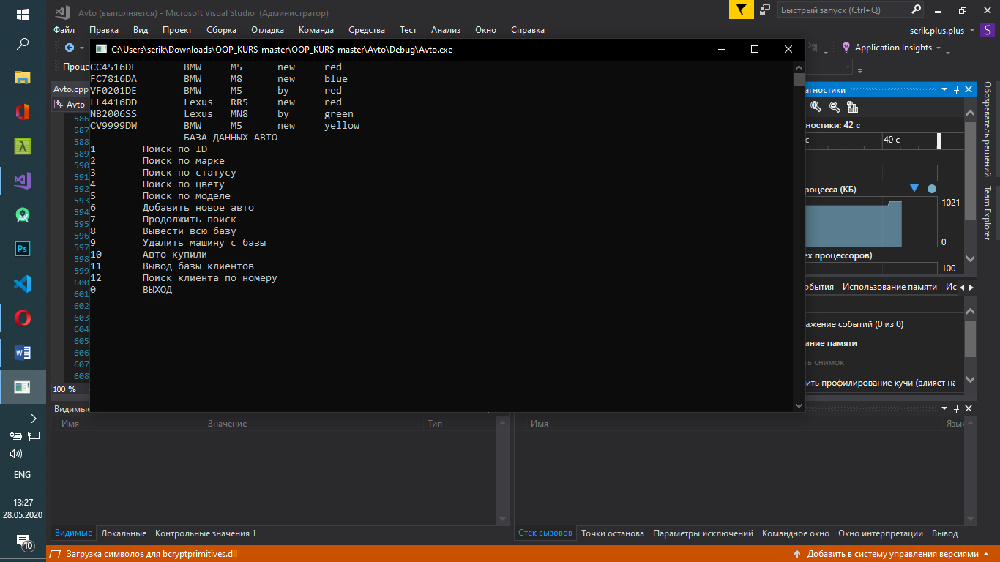 Avto (выполняется) - Microsoft Visual Studio (Администратор)
Быстрый запуск (Ctrl+Q)
Файл Правка Вид Проект Сборка Отладка Команда Средства Тест Анализ Окно Справка
serik.plus.plus S
C:\Users\serik\Downloads\OOP_KURS-master\OOP_KURS-master\Avto\Debug\Avto.exe
Application Insights
Проце
Avto.cpp
Avto
CC4516DE BMW M5 new red
FC7816DA BMW M8 new blue
VF0201DE BMW M5 by red
LL4416DD Lexus RR5 new red
NB2006SS Lexus MN8 by green
CV9999DW BMW M5 new yellow
БАЗА ДАННЫХ АВТО
1 Поиск по ID
2 Поиск по марке
3 Поиск по статусу
4 Поиск по цвету
5 Поиск по моделе
6 Добавить новое авто
7 Продолжить поиск
8 Вывести всю базу
9 Удалить машину с базы
10 Авто купили
11 Вывод базы клиентов
12 Поиск клиента по номеру
0 ВЫХОД
586
587
588
589
590
591
592
593
594
595
596
597
598
599
600
601
602
603
604
605
606
607
608
100 %
агностики
ностики: 42 с
с 40 с
роцесса (КБ)
1021
0
ех процессоров)
100
обытия Использование памяти Ис
ажение событий (0 из 0)
ание памяти
ть снимок
ить профилирование кучи (влияет на
Обозреватель решений
Team Explorer
Видимые
Имя Значение Тип
Имя Язык
Видимые Локальные Контрольные значения 1
Стек вызовов Точки останова Параметры исключений Командное окно Окно интерпретации Вывод
Загрузка символов для bcryptprimitives.dll
Добавить в систему управления версиями
Ps
W
ENG
13:27
28.05.2020
10